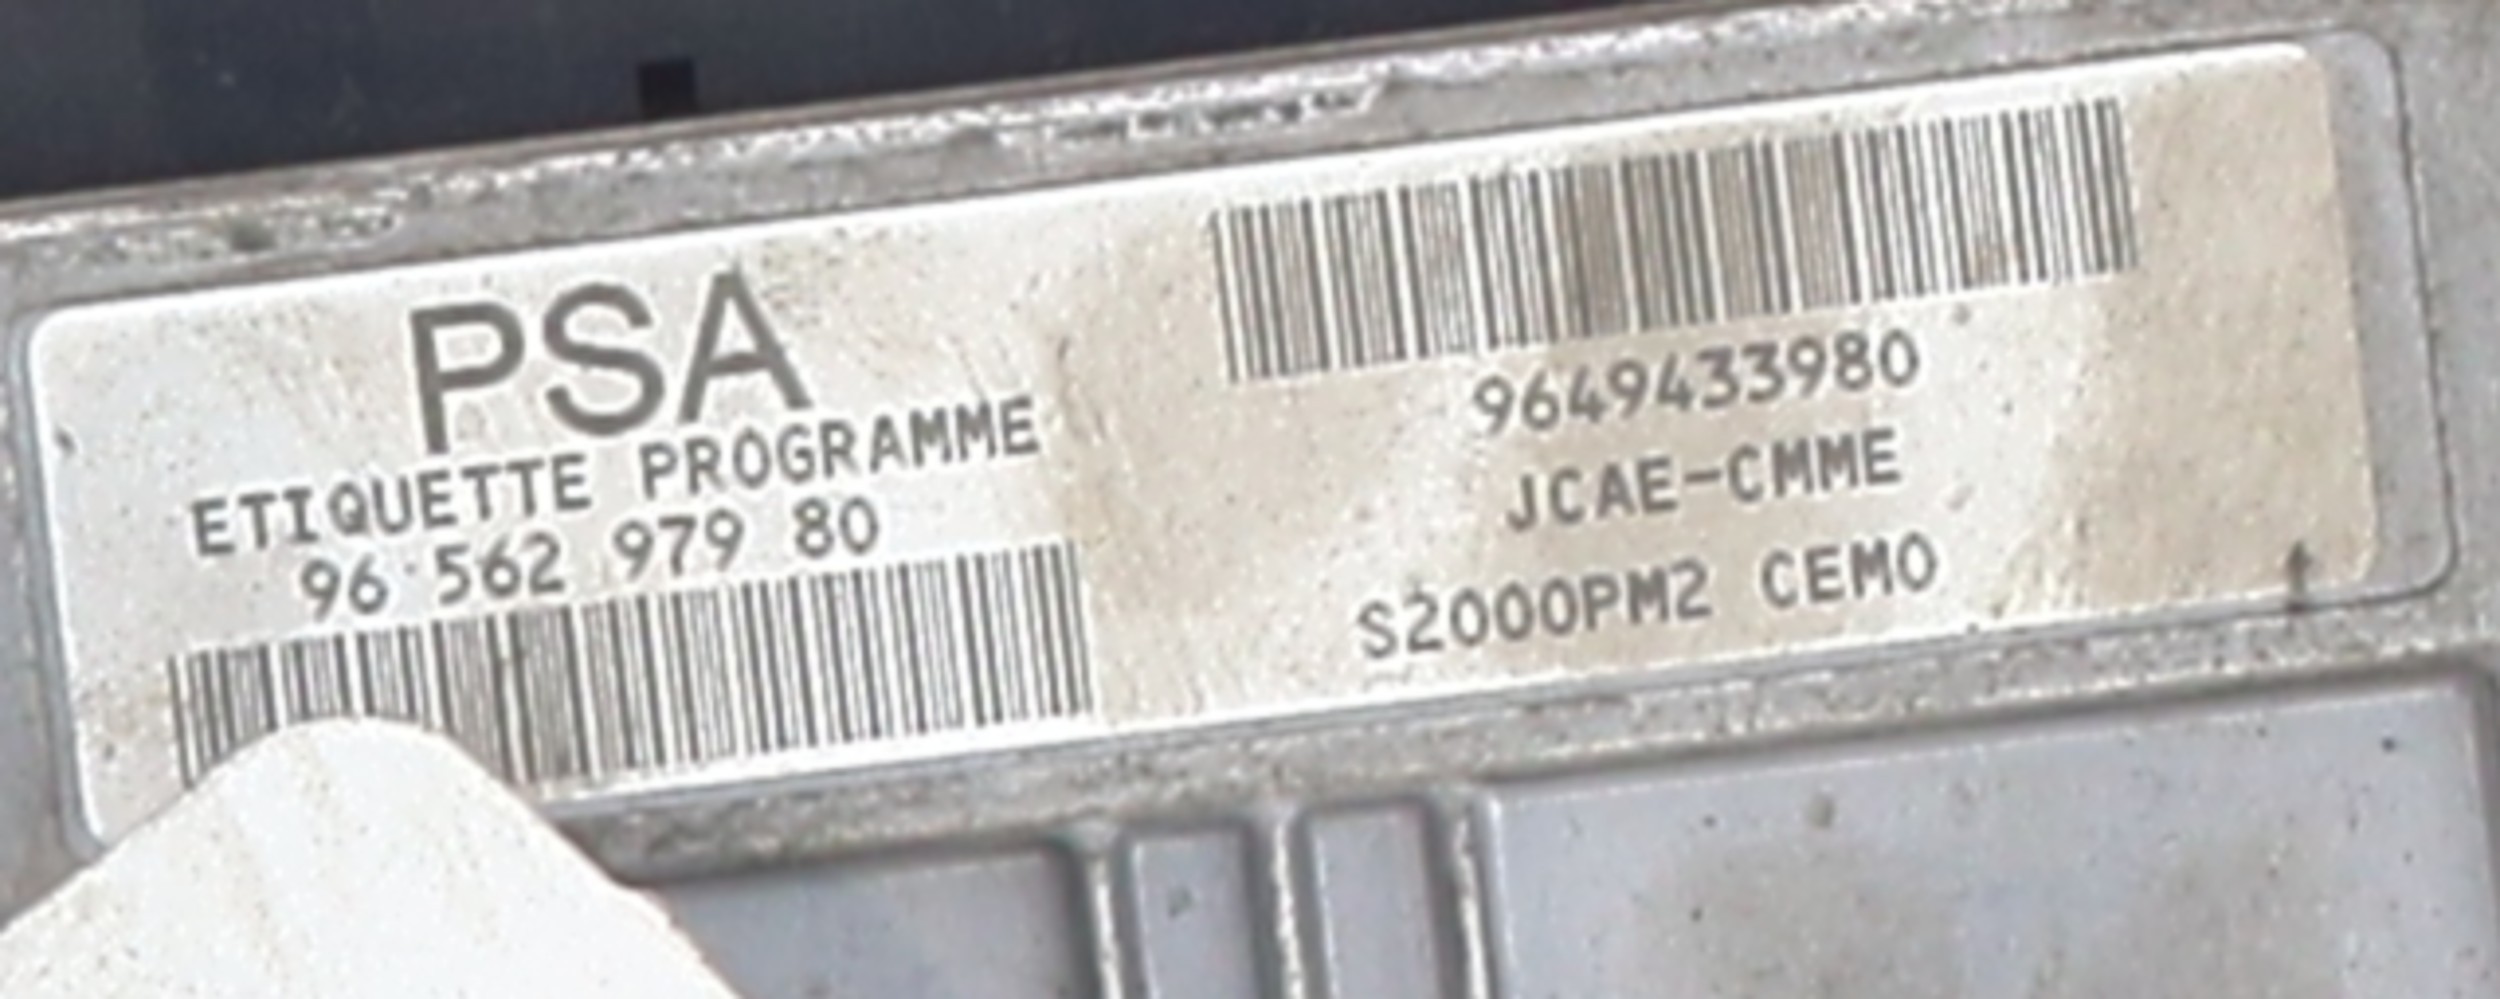 PSA
ETIQUETTE PROGRAMME
96 562 979 80
9649433980
JCAE-CMME
S2000PM2 CEMO